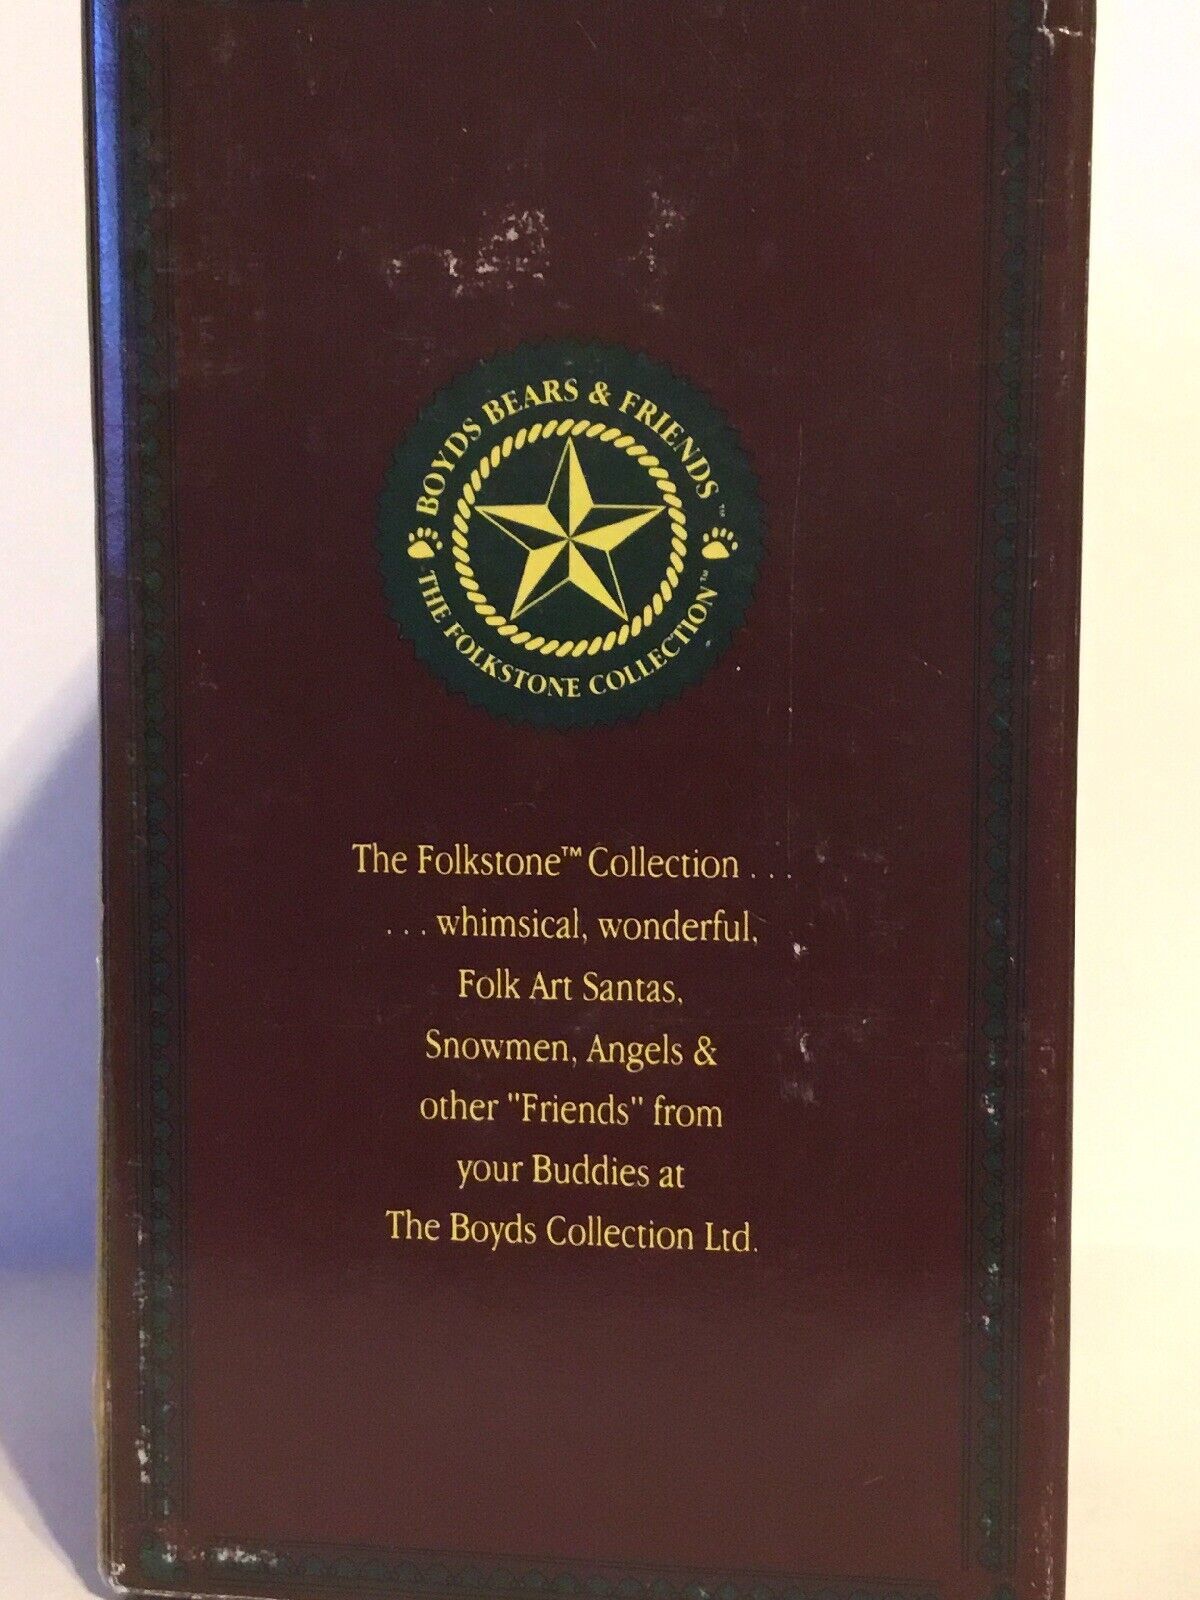 BOYDS BEARS & FRIENDS™
THE FOLKSTONE COLLECTION™
The Folkstone™ Collection . . .
. . . whimsical, wonderful,
Folk Art Santas,
Snowmen, Angels &
other "Friends" from
your Buddies at
The Boyds Collection Ltd.